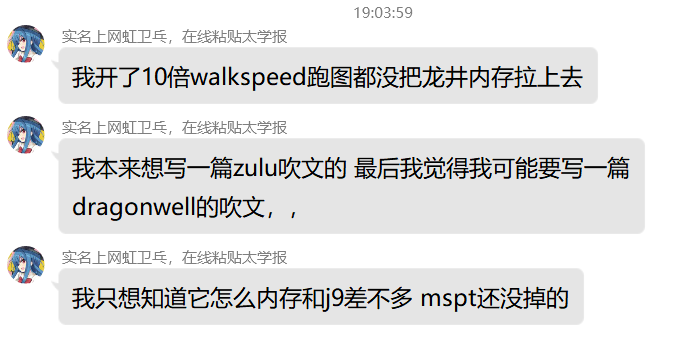 19:03:59
实名上网虹卫兵，在线粘贴太学报
我开了10倍walkspeed跑图都没把龙井内存拉上去
实名上网虹卫兵，在线粘贴太学报
我本来想写一篇zulu吹文的 最后我觉得我可能要写一篇
dragonwell的吹文，,
实名上网虹卫兵，在线粘贴太学报
我只想知道它怎么内存和j9差不多 mspt还没掉的